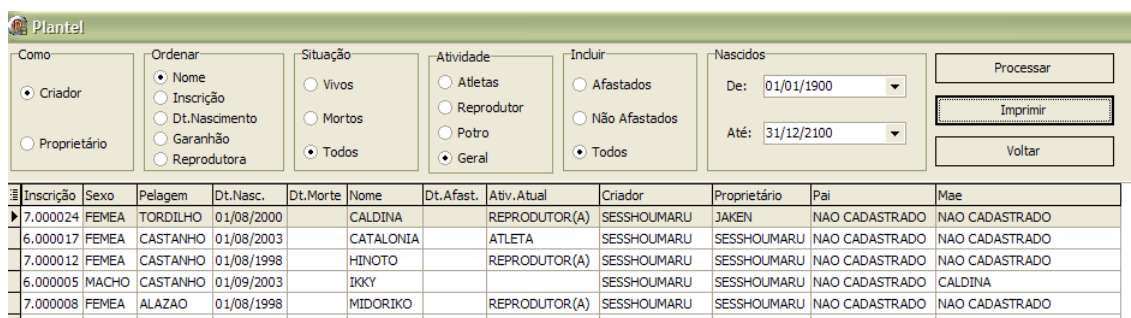 Plantel
Como Ordenar Situação Atividade Incluir Nascidos
Criador
Proprietário
Nome
Inscrição
Dt.Nascimento
Garanhão
Reprodutora
Vivos
Mortos
Todos
Atletas
Reprodutor
Potro
Geral
Afastados
Não Afastados
Todos
De: 01/01/1900
Até: 31/12/2100
Processar
Imprimir
Voltar
Inscrição Sexo Pelagem Dt.Nasc. Dt.Morte Nome Dt.Afast. Ativ.Atual Criador Proprietário Pai Mae
7.000024 FEMEA TORDILHO 01/08/2000 CALDINA REPRODUTOR(A) SESSHOUMARU JAKEN NAO CADASTRADO NAO CADASTRADO
6.000017 FEMEA CASTANHO 01/08/2003 CATALONIA ATLETA SESSHOUMARU SESSHOUMARU NAO CADASTRADO NAO CADASTRADO
7.000012 FEMEA CASTANHO 01/08/1998 HINOTO REPRODUTOR(A) SESSHOUMARU SESSHOUMARU NAO CADASTRADO NAO CADASTRADO
6.000005 MACHO CASTANHO 01/09/2003 IKKY SESSHOUMARU SESSHOUMARU NAO CADASTRADO CALDINA
7.000008 FEMEA ALAZAO 01/08/1998 MIDORIKO REPRODUTOR(A) SESSHOUMARU SESSHOUMARU NAO CADASTRADO NAO CADASTRADO